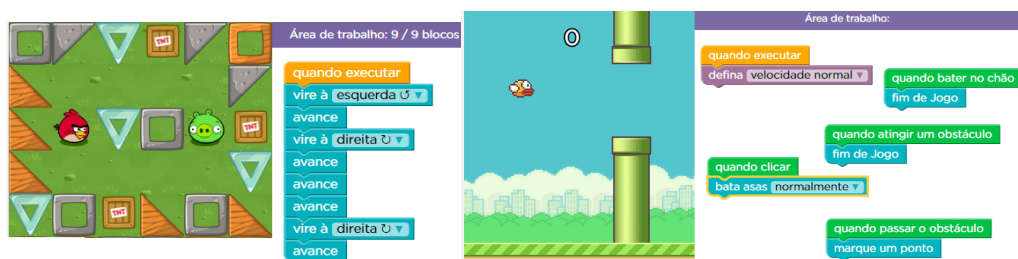 TNT
TNT
TNT
Área de trabalho: 9 / 9 blocos
quando executar
vire à esquerda ↺ ▼
avance
vire à direita ↻ ▼
avance
avance
avance
vire à direita ↻ ▼
avance
0
Área de trabalho:
quando executar
defina velocidade normal ▼
quando bater no chão
fim de Jogo
quando atingir um obstáculo
fim de Jogo
quando clicar
bata asas normalmente ▼
quando passar o obstáculo
marque um ponto